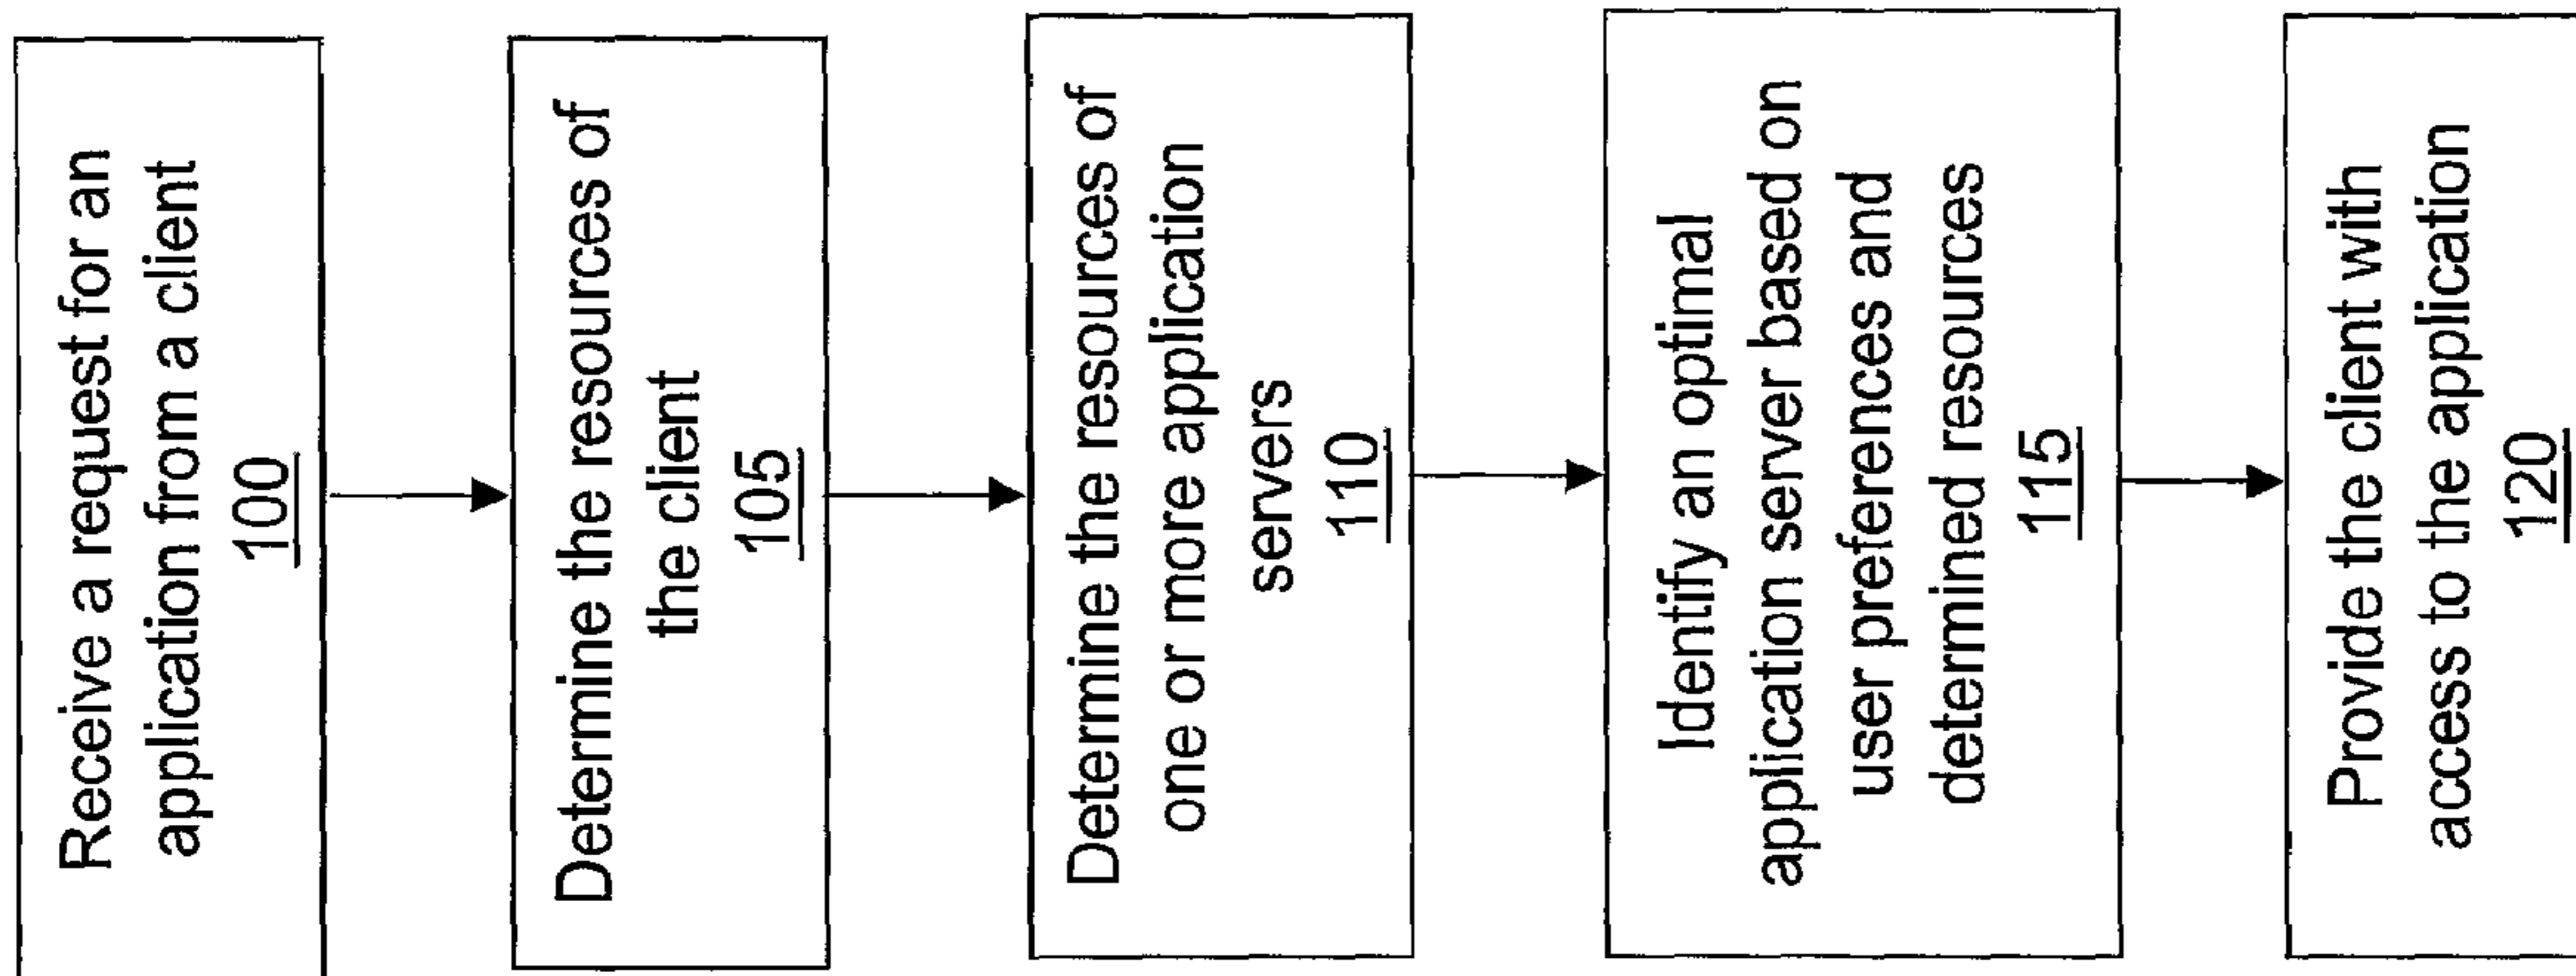 Receive a request for an
application from a client
100
Determine the resources of
the client
105
Determine the resources of
one or more application
servers
110
Identify an optimal
application server based on
user preferences and
determined resources
115
Provide the client with
access to the application
120